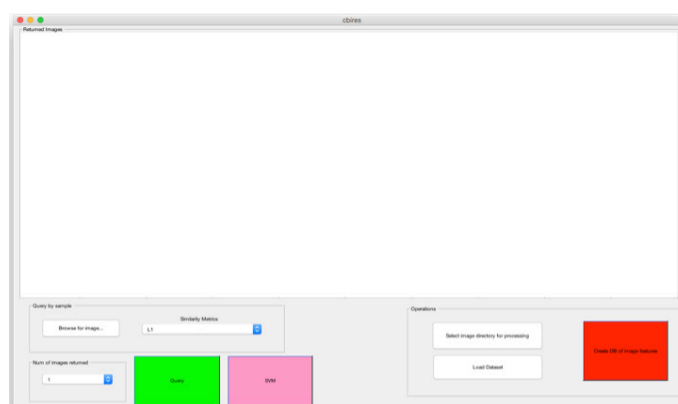 cbires
Returned Images
Query by sample
Browse for image...
Similarity Metrics
L1
Num of images returned
1
Query
SVM
Operations
Select image directory for processing
Load Dataset
Create DB of image features